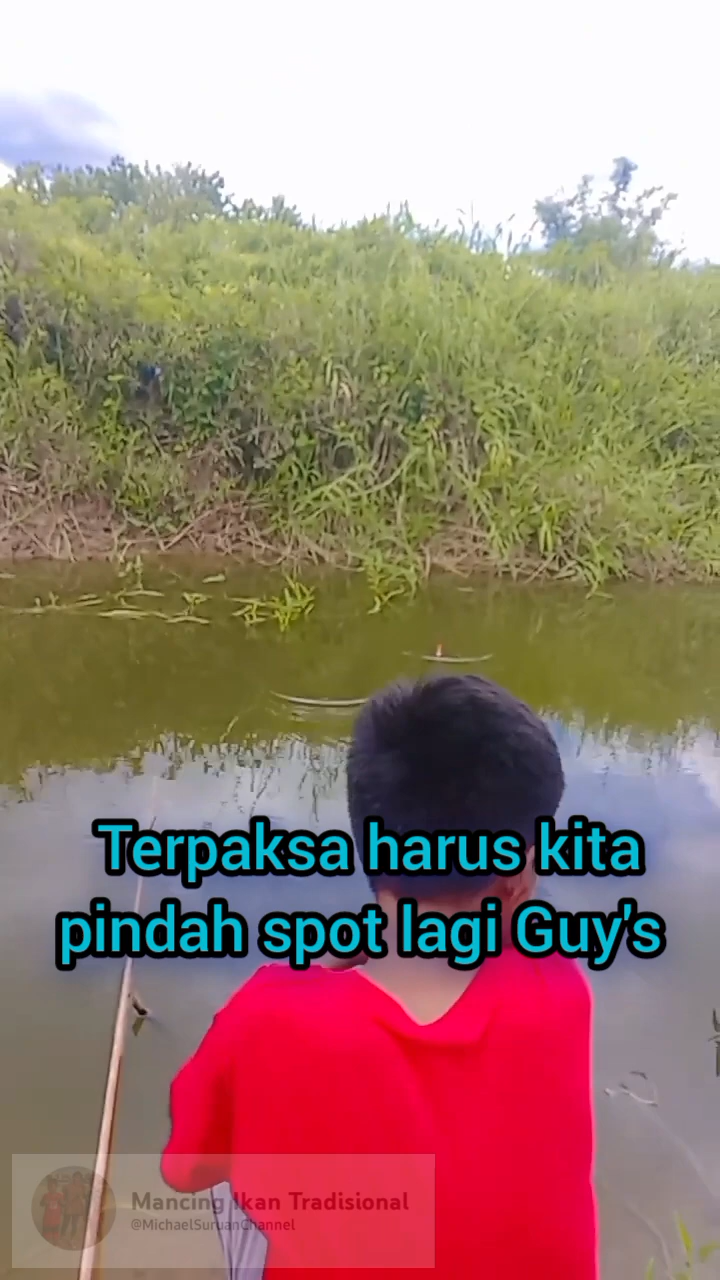 Terpaksa harus kita
pindah spot lagi Guy's
Mancing Ikan Tradisional
@MichaelSuruanChannel